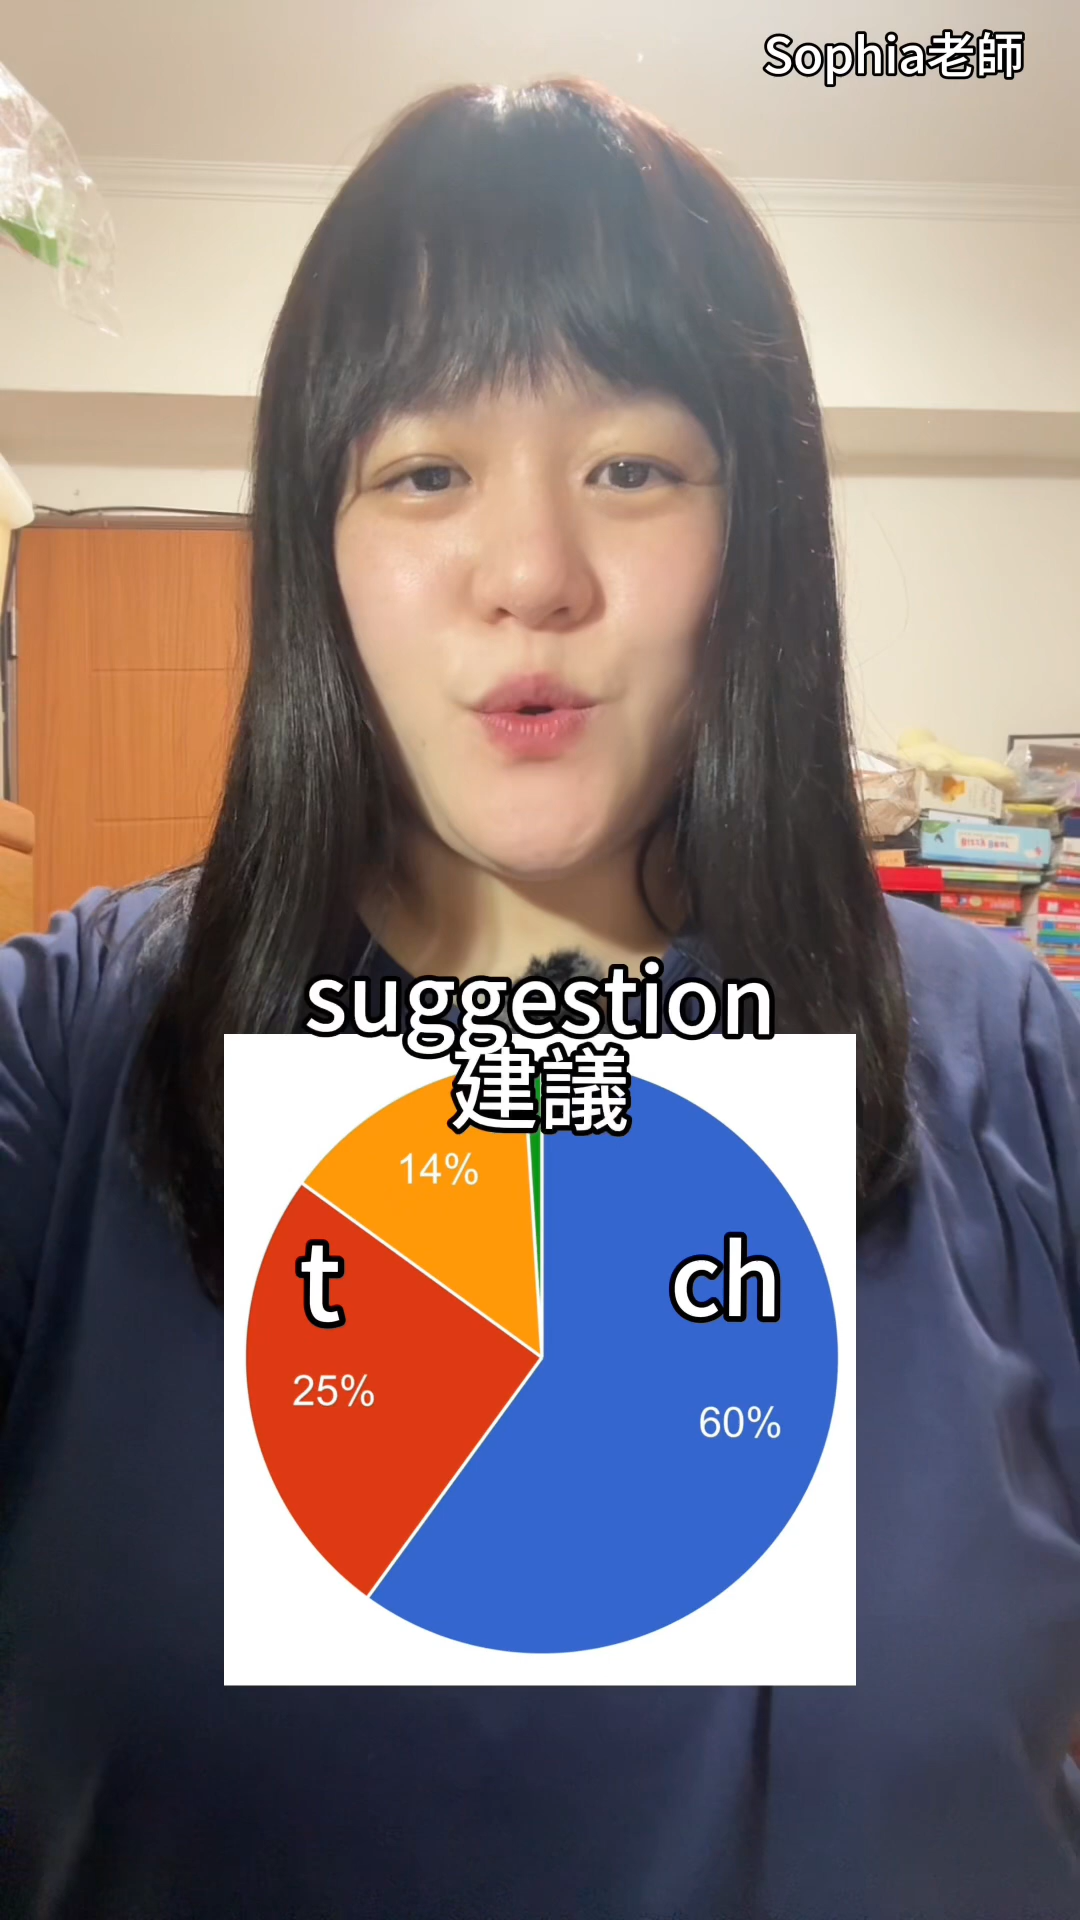 Sophia老師
suggestion
建議
14%
t
ch
25%
60%